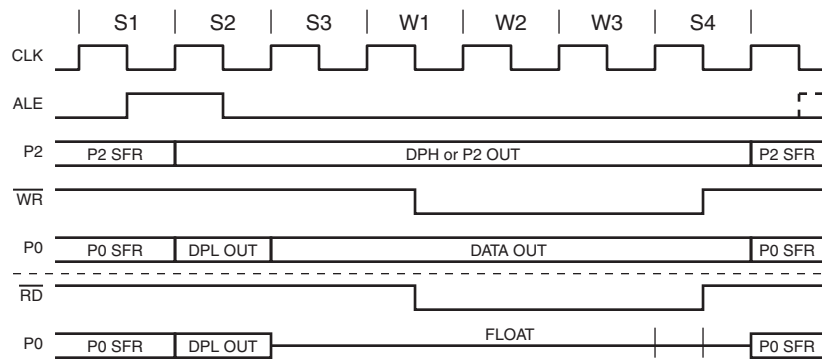 S1 S2 S3 W1 W2 W3 S4
CLK
ALE
P2 P2 SFR DPH or P2 OUT P2 SFR
WR
P0 P0 SFR DPL OUT DATA OUT P0 SFR
RD
P0 P0 SFR DPL OUT FLOAT P0 SFR